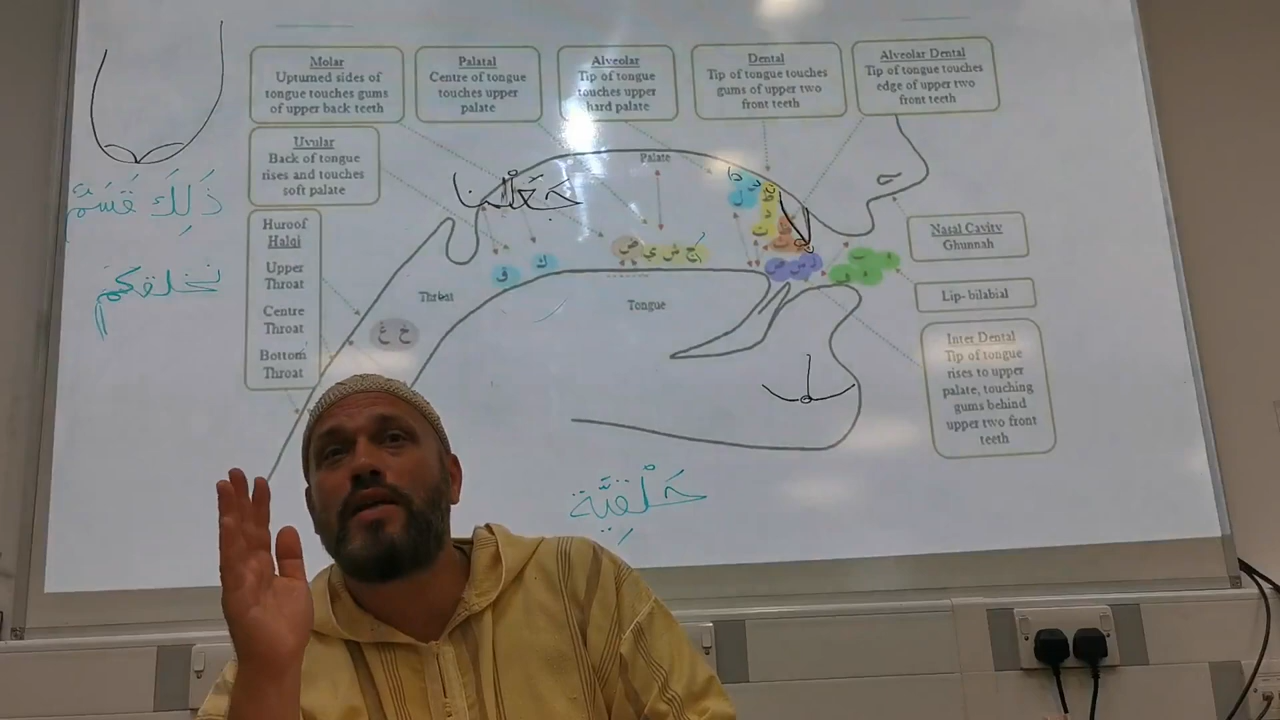 Molar
Upturned sides of
tongue touches gums
of upper back teeth
Palatal
Centre of tongue
touches upper
palate
Alveolar
Tip of tongue
touches upper
hard palate
Dental
Tip of tongue touches
gums of upper two
front teeth
Alveolar Dental
Tip of tongue touches
edge of upper two
front teeth
Uvular
Back of tongue
rises and touches
soft palate
Huroof
Halqi
Upper
Throat
Centre
Throat
Bottom
Throat
Palate
Throat
Tongue
Nasal Cavity
Ghunnah
Lip- bilabial
Inter Dental
Tip of tongue
rises to upper
palate, touching
gums behind
upper two front
teeth
ذَلِكَ قَسَمٌ
نخلقكم
جَعَلْنا
حَلْقِيَّة
ق
ك
ض ي ش ج
غ خ